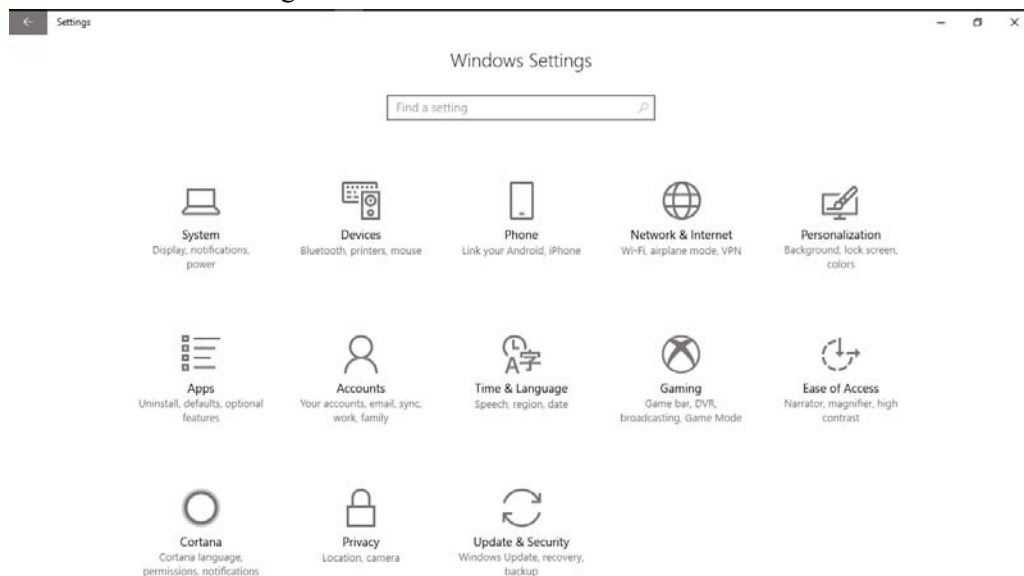 Settings
Windows Settings
Find a setting
System
Display, notifications,
power
Devices
Bluetooth, printers, mouse
Phone
Link your Android, iPhone
Network & Internet
Wi-Fi, airplane mode, VPN
Personalization
Background, lock screen,
colors
Apps
Uninstall, defaults, optional
features
Accounts
Your accounts, email, sync,
work, family
Time & Language
Speech, region, date
Gaming
Game bar, DVR,
broadcasting, Game Mode
Ease of Access
Narrator, magnifier, high
contrast
Cortana
Cortana language,
permissions, notifications
Privacy
Location, camera
Update & Security
Windows Update, recovery,
backup